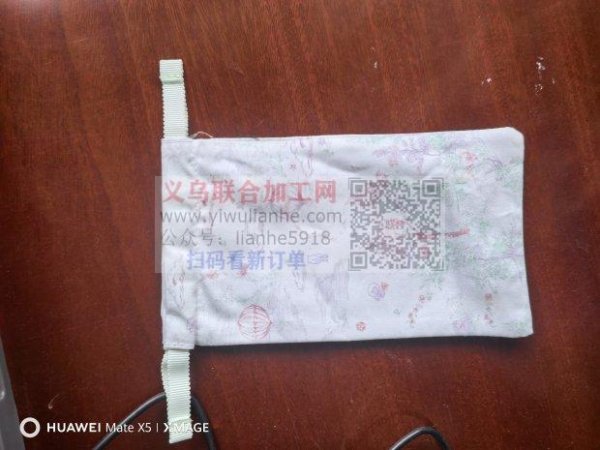 义乌联合加工网
www.yiwulianhe.com
公众号：lianhe5918
扫码看新订单
HUAWEI Mate X5 | XMAGE